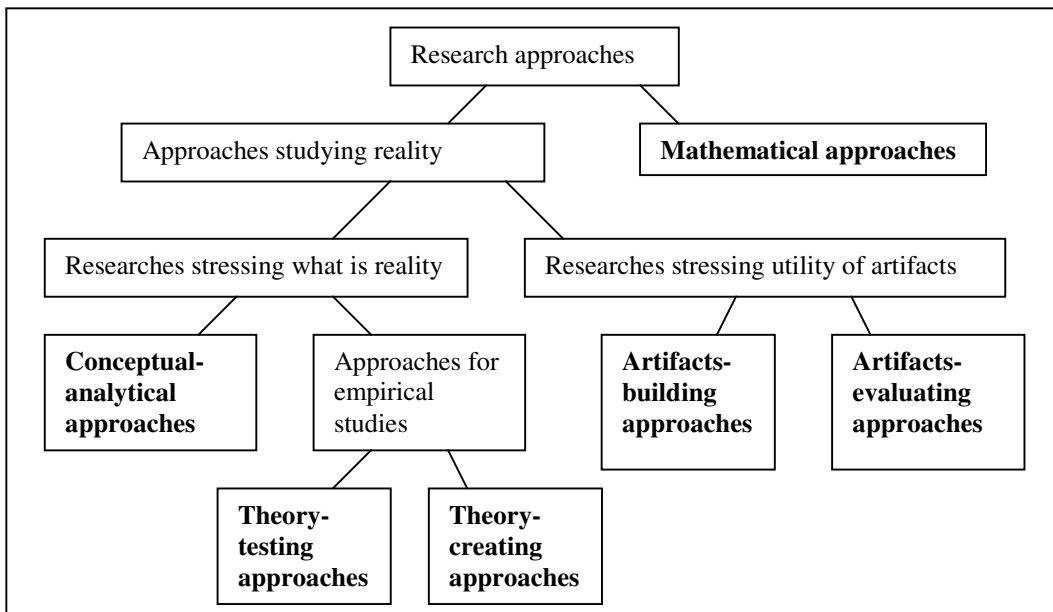 Research approaches
Approaches studying reality
Mathematical approaches
Researches stressing what is reality
Researches stressing utility of artifacts
Conceptual-
analytical
approaches
Approaches for
empirical
studies
Artifacts-
building
approaches
Artifacts-
evaluating
approaches
Theory-
testing
approaches
Theory-
creating
approaches